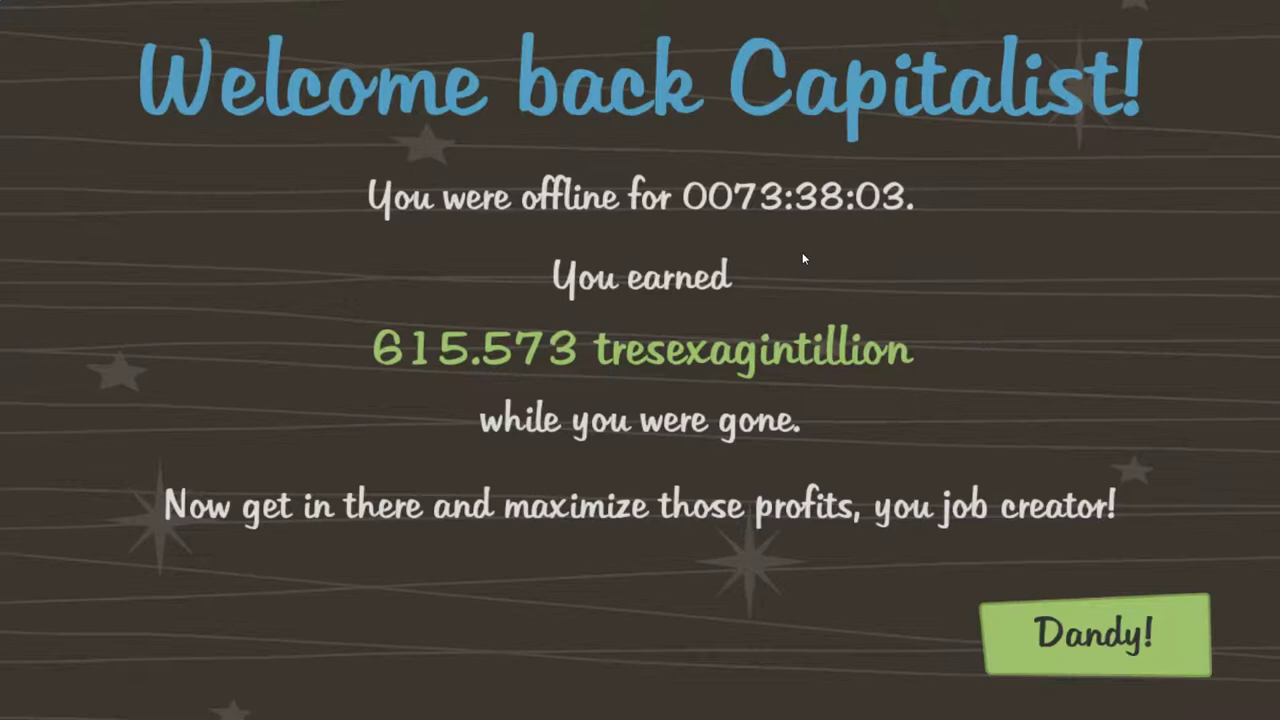 Welcome back Capitalist!
You were offline for 0073:38:03.
You earned
615.573 tresexagintillion
while you were gone.
Now get in there and maximize those profits, you job creator!
Dandy!